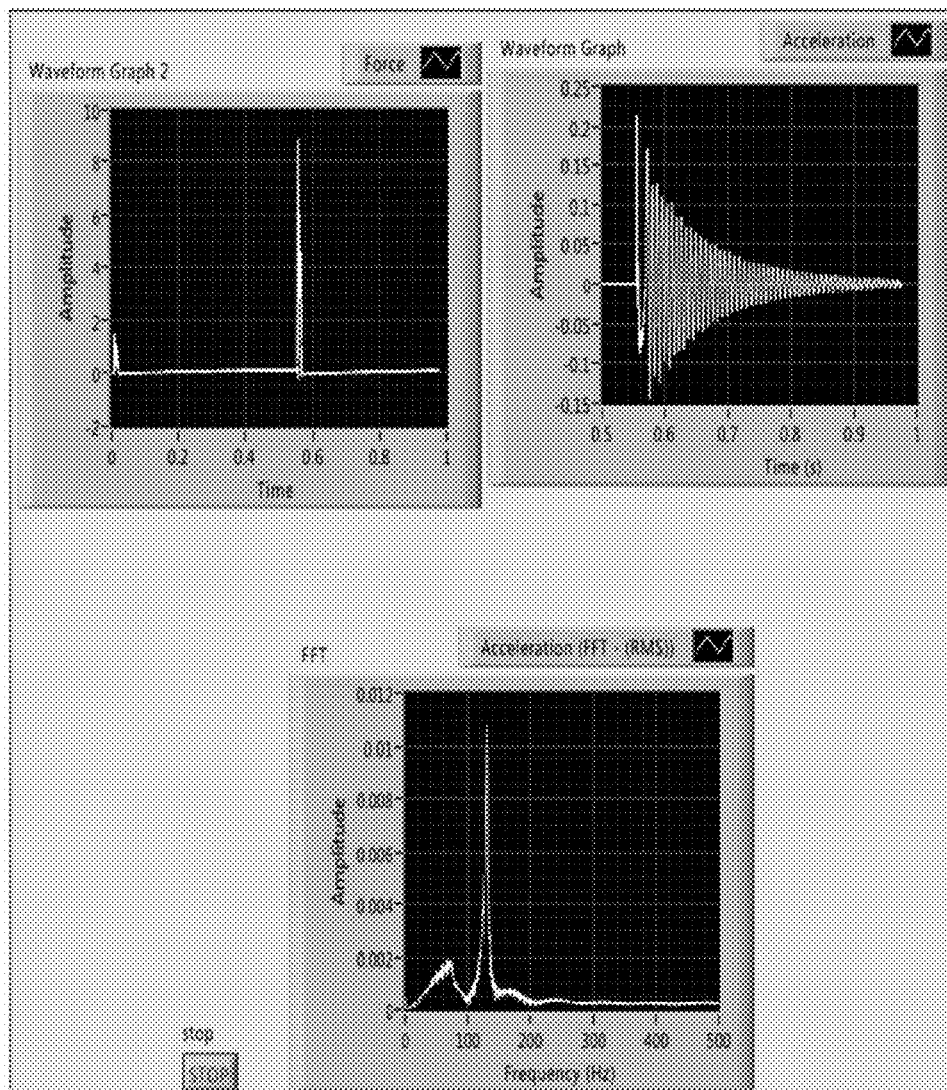 Waveform Graph 2
Force
10
8
6
4
2
0
-2
Amplitude
0 0.2 0.4 0.6 0.8 1
Time
Waveform Graph
Acceleration
0.25
0.2
0.15
0.1
0.05
0
-0.05
-0.1
-0.15
Amplitude
0.5 0.6 0.7 0.8 0.9 1
Time (s)
FFT
Acceleration (FFT - (RMS))
0.012
0.01
0.008
0.006
0.004
0.002
0
Amplitude
0 100 200 300 400 500
Frequency (Hz)
stop
STOP